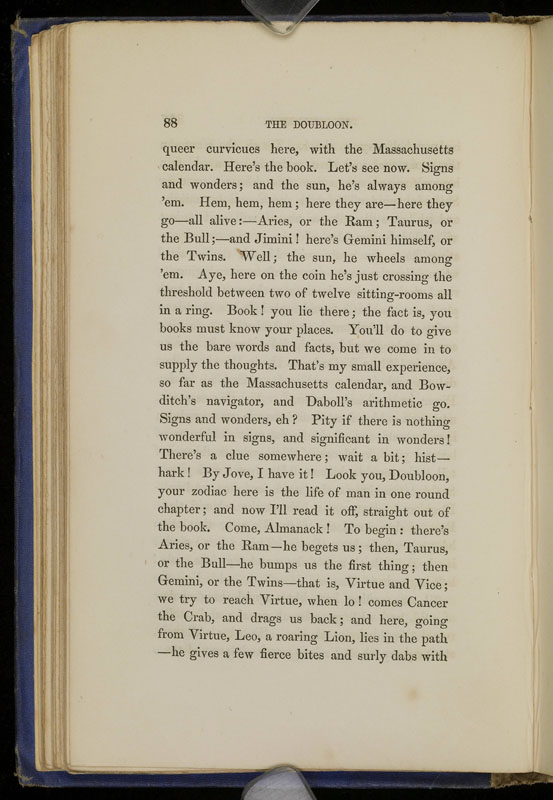 88 THE DOUBLOON.
queer curvicues here, with the Massachusetts
calendar. Here's the book. Let's see now. Signs
and wonders; and the sun, he's always among
'em. Hem, hem, hem; here they are—here they
go—all alive:—Aries, or the Ram; Taurus, or
the Bull;—and Jimini! here's Gemini himself, or
the Twins. Well; the sun, he wheels among
'em. Aye, here on the coin he's just crossing the
threshold between two of twelve sitting-rooms all
in a ring. Book! you lie there; the fact is, you
books must know your places. You'll do to give
us the bare words and facts, but we come in to
supply the thoughts. That's my small experience,
so far as the Massachusetts calendar, and Bow-
ditch's navigator, and Daboll's arithmetic go.
Signs and wonders, eh? Pity if there is nothing
wonderful in signs, and significant in wonders!
There's a clue somewhere; wait a bit; hist—
hark! By Jove, I have it! Look you, Doubloon,
your zodiac here is the life of man in one round
chapter; and now I'll read it off, straight out of
the book. Come, Almanack! To begin: there's
Aries, or the Ram—he begets us; then, Taurus,
or the Bull—he bumps us the first thing; then
Gemini, or the Twins—that is, Virtue and Vice;
we try to reach Virtue, when lo! comes Cancer
the Crab, and drags us back; and here, going
from Virtue, Leo, a roaring Lion, lies in the path
—he gives a few fierce bites and surly dabs with